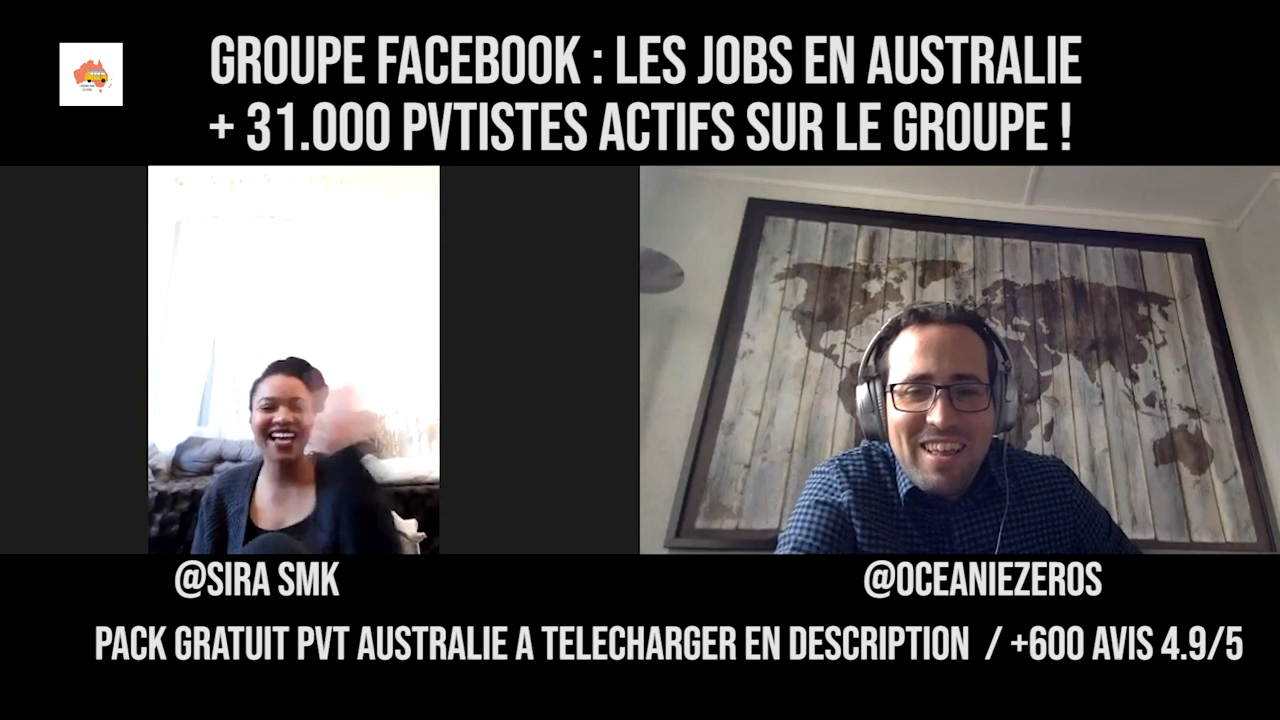 GROUPE FACEBOOK : LES JOBS EN AUSTRALIE
+ 31.000 PVTISTES ACTIFS SUR LE GROUPE !
@SIRA SMK
@OCEANIEZEROS
PACK GRATUIT PVT AUSTRALIE A TELECHARGER EN DESCRIPTION / +600 AVIS 4.9/5